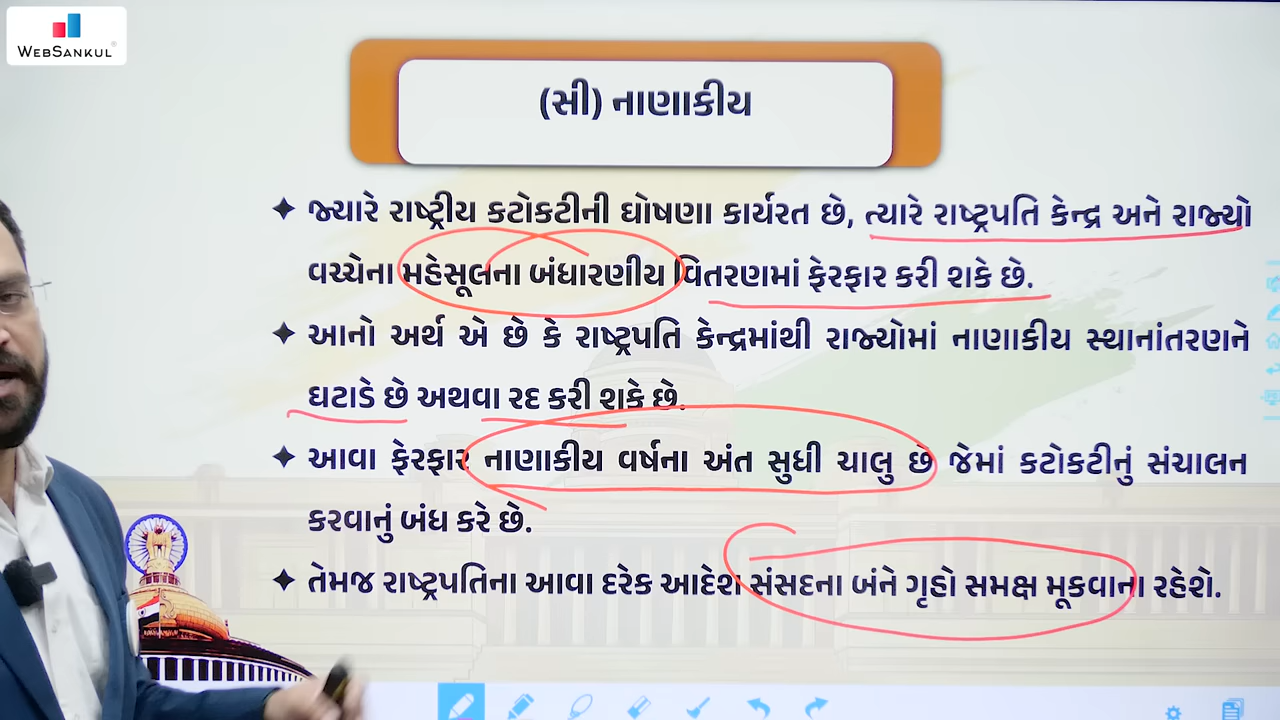 WEBSANKUL
(સી) નાણાકીય
✦ જ્યારે રાષ્ટ્રીય કટોકટીની ઘોષણા કાર્યરત છે, ત્યારે રાષ્ટ્રપતિ કેન્દ્ર અને રાજ્યો
વચ્ચેના મહેસૂલના બંધારણીય વિતરણમાં ફેરફાર કરી શકે છે.
✦ આનો અર્થ એ છે કે રાષ્ટ્રપતિ કેન્દ્રમાંથી રાજ્યોમાં નાણાકીય સ્થાનાંતરણને
ઘટાડે છે અથવા રદ કરી શકે છે.
✦ આવા ફેરફાર નાણાકીય વર્ષના અંત સુધી ચાલુ છે જેમાં કટોકટીનું સંચાલન
કરવાનું બંધ કરે છે.
✦ તેમજ રાષ્ટ્રપતિના આવા દરેક આદેશ સંસદના બંને ગૃહો સમક્ષ મૂકવાના રહેશે.